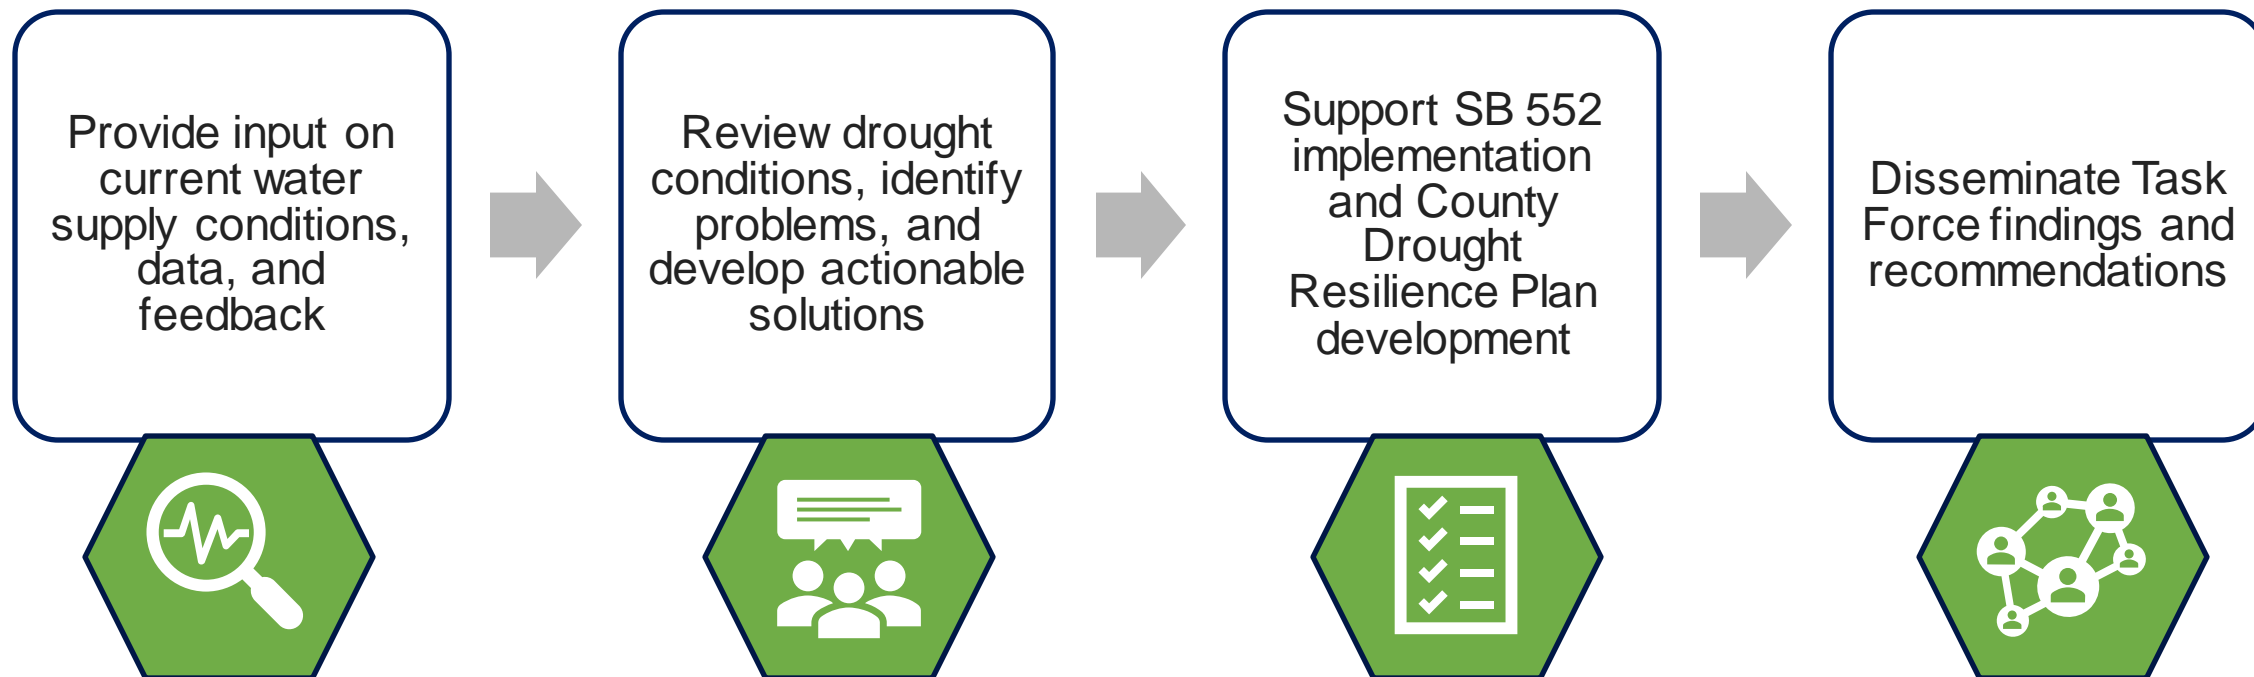 Provide input on
current water
supply conditions,
data, and
feedback
Review drought
conditions, identify
problems, and
develop actionable
solutions
Support SB 552
implementation
and County
Drought
Resilience Plan
development
Disseminate Task
Force findings and
recommendations